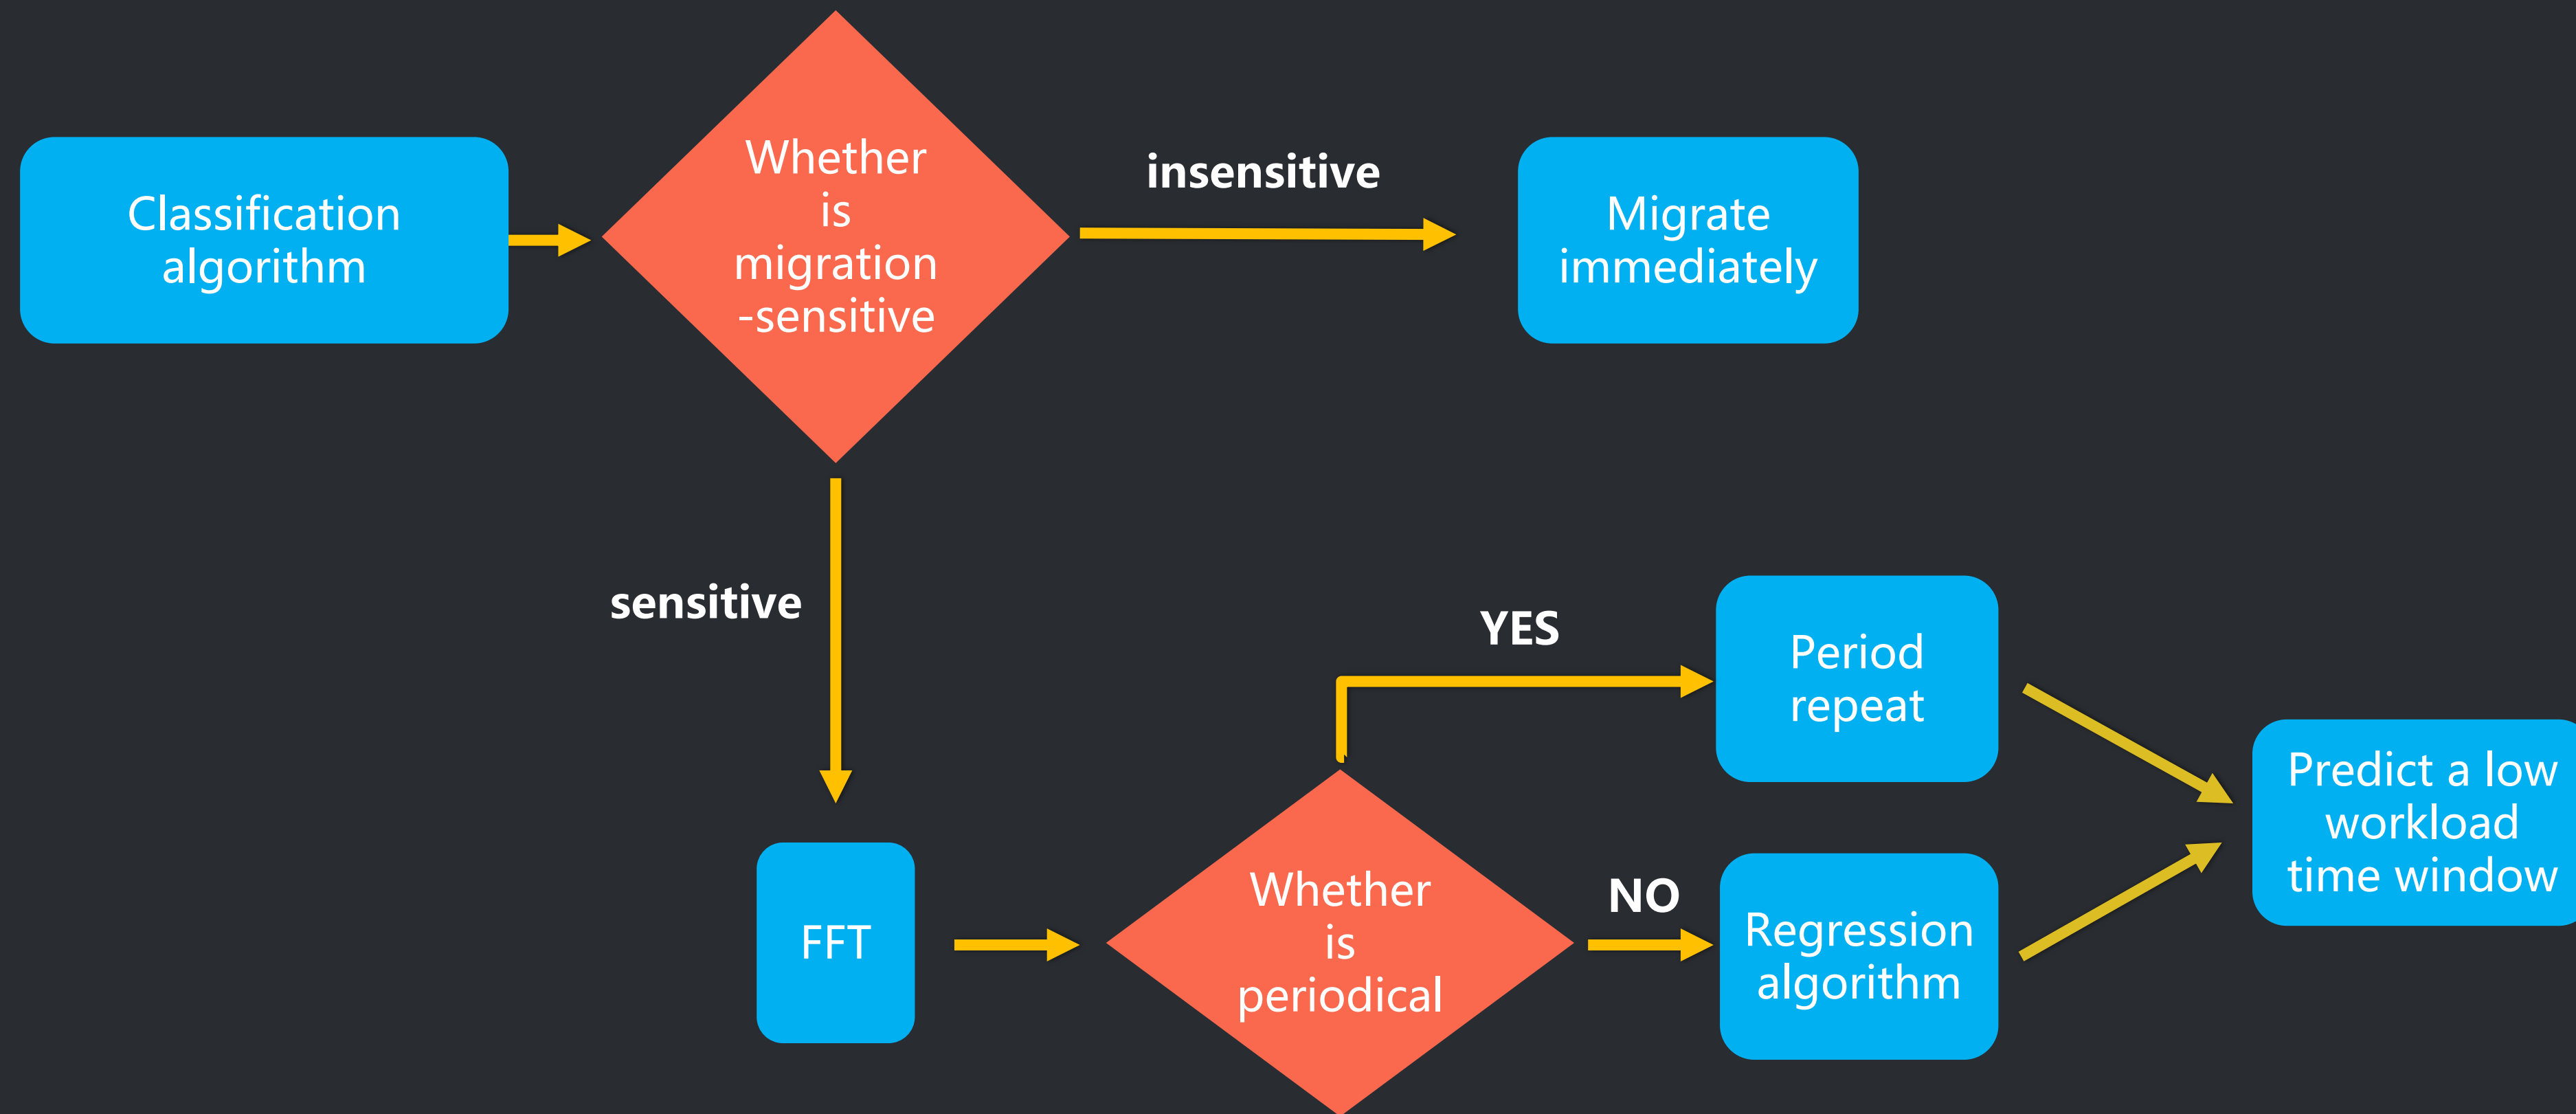 Classification
algorithm
Whether
is
migration
-sensitive
insensitive
Migrate
immediately
sensitive
FFT
Whether
is
periodical
YES
Period
repeat
NO
Regression
algorithm
Predict a low
workload
time window